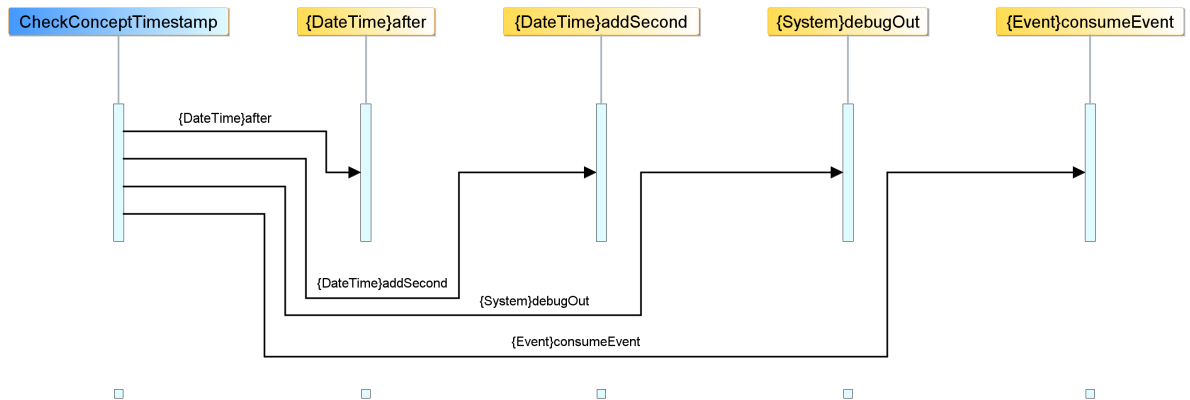 CheckConceptTimestamp
{DateTime}after
{DateTime}addSecond
{System}debugOut
{Event}consumeEvent
{DateTime}after
{DateTime}addSecond
{System}debugOut
{Event}consumeEvent